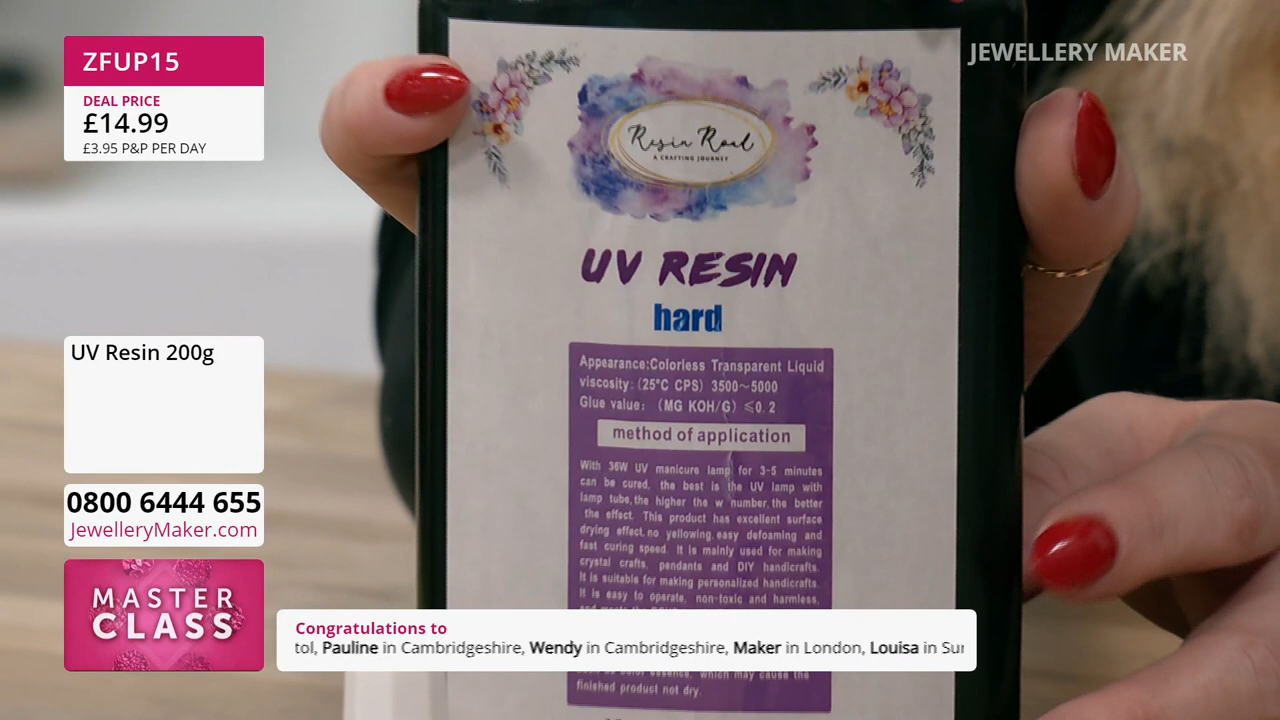 ZFUP15
DEAL PRICE
£14.99
£3.95 P&P PER DAY
JEWELLERY MAKER
Resin Road
A CRAFTING JOURNEY
UV RESIN
hard
Appearance:Colorless Transparent Liquid
viscosity:(25°C CPS) 3500~5000
Glue value: (MG KOH/G) ≤0.2
method of application
With 36W UV manicure lamp for 3-5 minutes
can be cured, the best is the UV lamp with
lamp tube,the higher the w number,the better
the effect. This product has excellent surface
drying effect,no yellowing,easy defoaming and
fast curing speed. It is mainly used for making
crystal crafts, pendants and DIY handicrafts.
It is suitable for making personalized handicrafts.
It is easy to operate, non-toxic and harmless,
which may cause the
finished product not dry.
UV Resin 200g
0800 6444 655
JewelleryMaker.com
MASTER
CLASS
Congratulations to
tol, Pauline in Cambridgeshire, Wendy in Cambridgeshire, Maker in London, Louisa in Sur